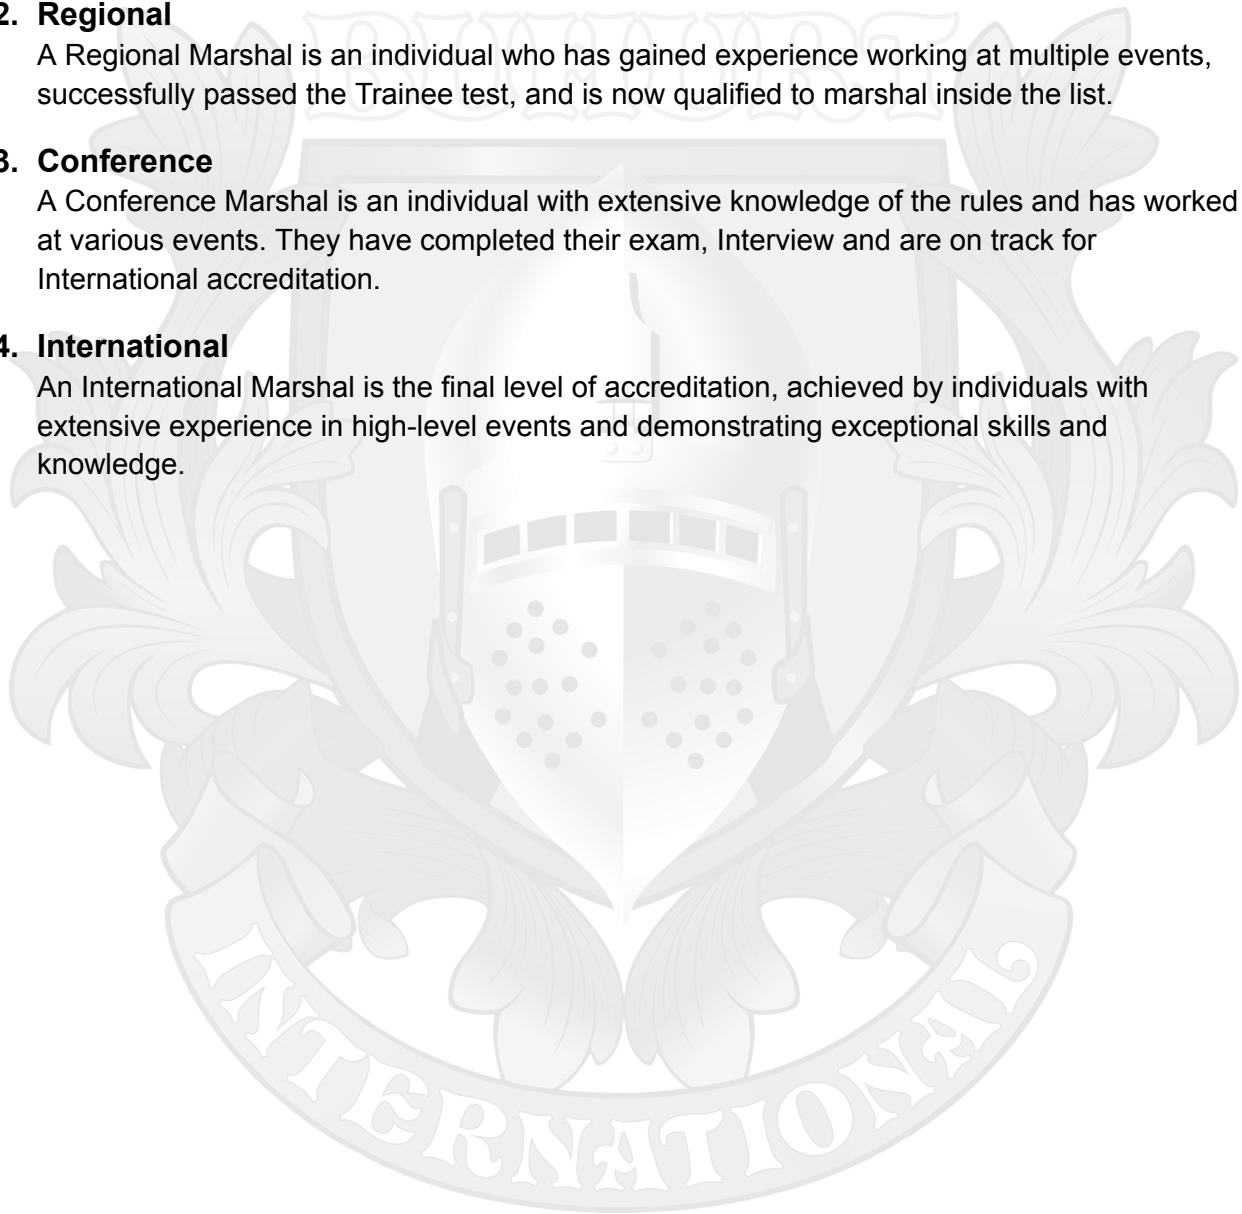 BUHURT
2. Regional
A Regional Marshal is an individual who has gained experience working at multiple events,
successfully passed the Trainee test, and is now qualified to marshal inside the list.
3. Conference
A Conference Marshal is an individual with extensive knowledge of the rules and has worked
at various events. They have completed their exam, Interview and are on track for
International accreditation.
4. International
An International Marshal is the final level of accreditation, achieved by individuals with
extensive experience in high-level events and demonstrating exceptional skills and
knowledge.
INTERNATIONAL